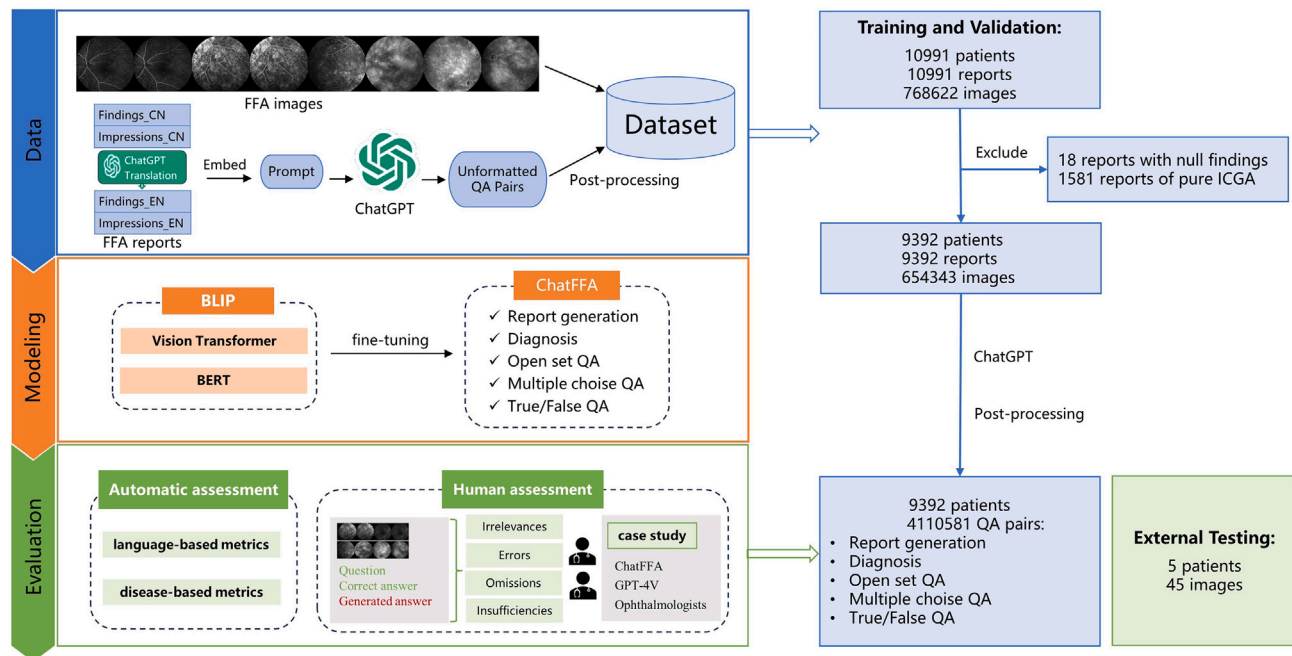 Data
FFA images
Findings_CN
Impressions_CN
ChatGPT
Translation
Findings_EN
Impressions_EN
FFA reports
Embed
Prompt
ChatGPT
Unformatted
QA Pairs
Post-processing
Dataset
Modeling
BLIP
Vision Transformer
BERT
fine-tuning
ChatFFA
✓ Report generation
✓ Diagnosis
✓ Open set QA
✓ Multiple choise QA
✓ True/False QA
Evaluation
Automatic assessment
language-based metrics
disease-based metrics
Human assessment
Question
Correct answer
Generated answer
Irrelevances
Errors
Omissions
Insufficiencies
case study
ChatFFA
GPT-4V
Ophthalmologists
Training and Validation:
10991 patients
10991 reports
768622 images
Exclude
18 reports with null findings
1581 reports of pure ICGA
9392 patients
9392 reports
654343 images
ChatGPT
Post-processing
9392 patients
4110581 QA pairs:
• Report generation
• Diagnosis
• Open set QA
• Multiple choise QA
• True/False QA
External Testing:
5 patients
45 images